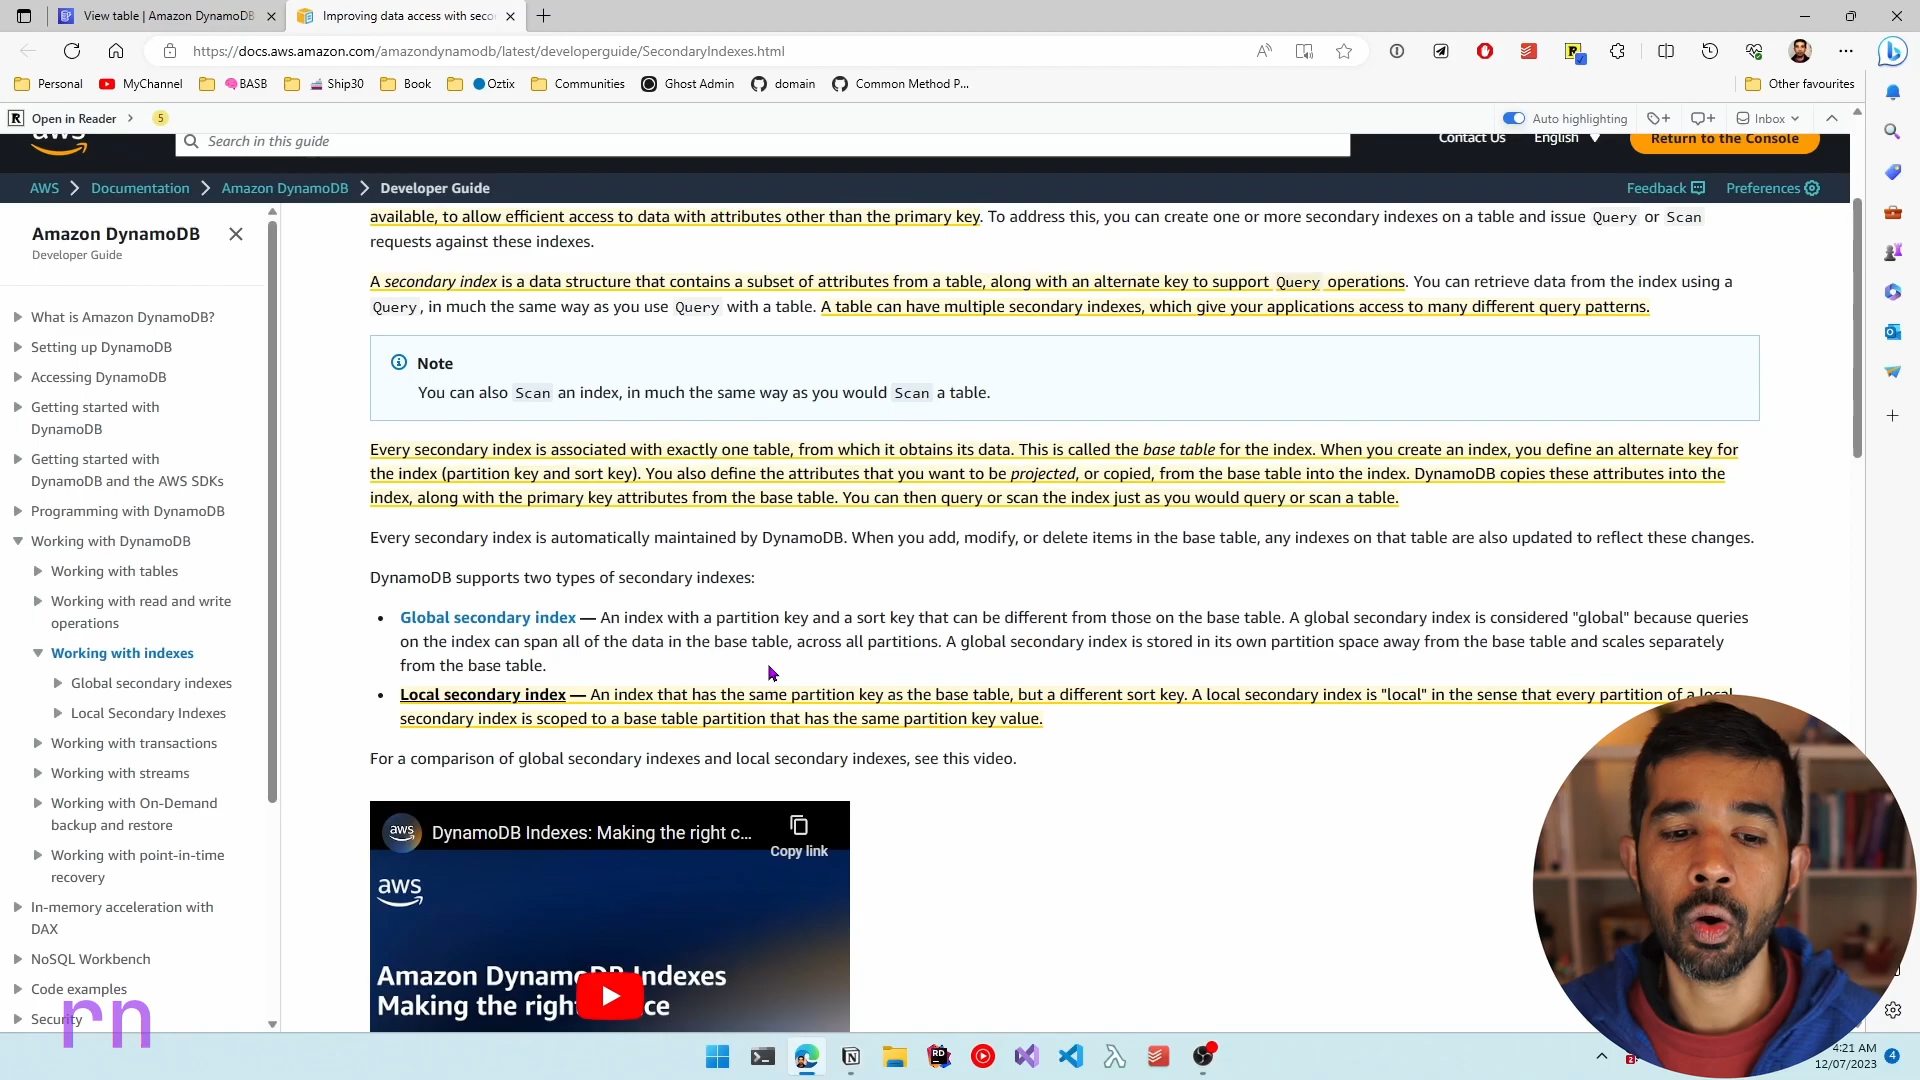 View table | Amazon DynamoDB
Improving data access with seco
https://docs.aws.amazon.com/amazondynamodb/latest/developerguide/SecondaryIndexes.html
Personal
MyChannel
BASB
Ship30
Book
Oztix
Communities
Ghost Admin
domain
Common Method P...
Other favourites
R Open in Reader
5
Auto highlighting
Inbox
aws
Search in this guide
Contact Us
English
Return to the Console
AWS
Documentation
Amazon DynamoDB
Developer Guide
Feedback
Preferences
Amazon DynamoDB
Developer Guide
What is Amazon DynamoDB?
Setting up DynamoDB
Accessing DynamoDB
Getting started with
DynamoDB
Getting started with
DynamoDB and the AWS SDKs
Programming with DynamoDB
Working with DynamoDB
Working with tables
Working with read and write
operations
Working with indexes
Global secondary indexes
Local Secondary Indexes
Working with transactions
Working with streams
Working with On-Demand
backup and restore
Working with point-in-time
recovery
In-memory acceleration with
DAX
NoSQL Workbench
Code examples
Security
rn
available, to allow efficient access to data with attributes other than the primary key. To address this, you can create one or more secondary indexes on a table and issue Query or Scan
requests against these indexes.
A secondary index is a data structure that contains a subset of attributes from a table, along with an alternate key to support Query operations. You can retrieve data from the index using a
Query, in much the same way as you use Query with a table. A table can have multiple secondary indexes, which give your applications access to many different query patterns.
Note
You can also Scan an index, in much the same way as you would Scan a table.
Every secondary index is associated with exactly one table, from which it obtains its data. This is called the base table for the index. When you create an index, you define an alternate key for
the index (partition key and sort key). You also define the attributes that you want to be projected, or copied, from the base table into the index. DynamoDB copies these attributes into the
index, along with the primary key attributes from the base table. You can then query or scan the index just as you would query or scan a table.
Every secondary index is automatically maintained by DynamoDB. When you add, modify, or delete items in the base table, any indexes on that table are also updated to reflect these changes.
DynamoDB supports two types of secondary indexes:
• Global secondary index — An index with a partition key and a sort key that can be different from those on the base table. A global secondary index is considered "global" because queries
on the index can span all of the data in the base table, across all partitions. A global secondary index is stored in its own partition space away from the base table and scales separately
from the base table.
• Local secondary index — An index that has the same partition key as the base table, but a different sort key. A local secondary index is "local" in the sense that every partition of a local
secondary index is scoped to a base table partition that has the same partition key value.
For a comparison of global secondary indexes and local secondary indexes, see this video.
aws
DynamoDB Indexes: Making the right c...
Copy link
aws
Amazon DynamoDB Indexes
Making the right
4:21 AM
12/07/2023
4